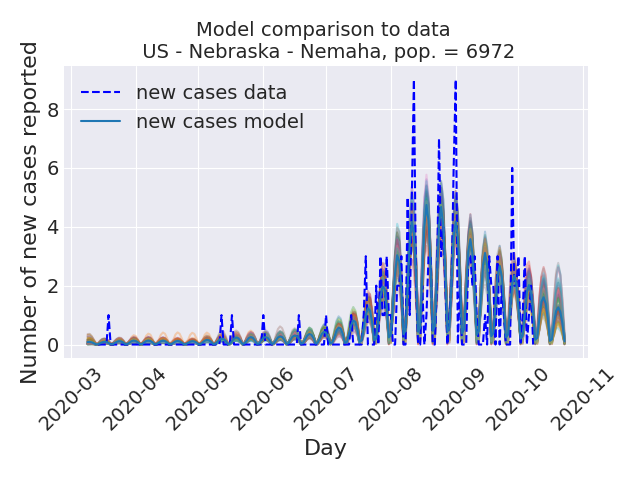 Model comparison to data
US - Nebraska - Nemaha, pop. = 6972
Number of new cases reported
8
6
4
2
0
new cases data
new cases model
2020-03
2020-04
2020-05
2020-06
2020-07
2020-08
2020-09
2020-10
2020-11
Day